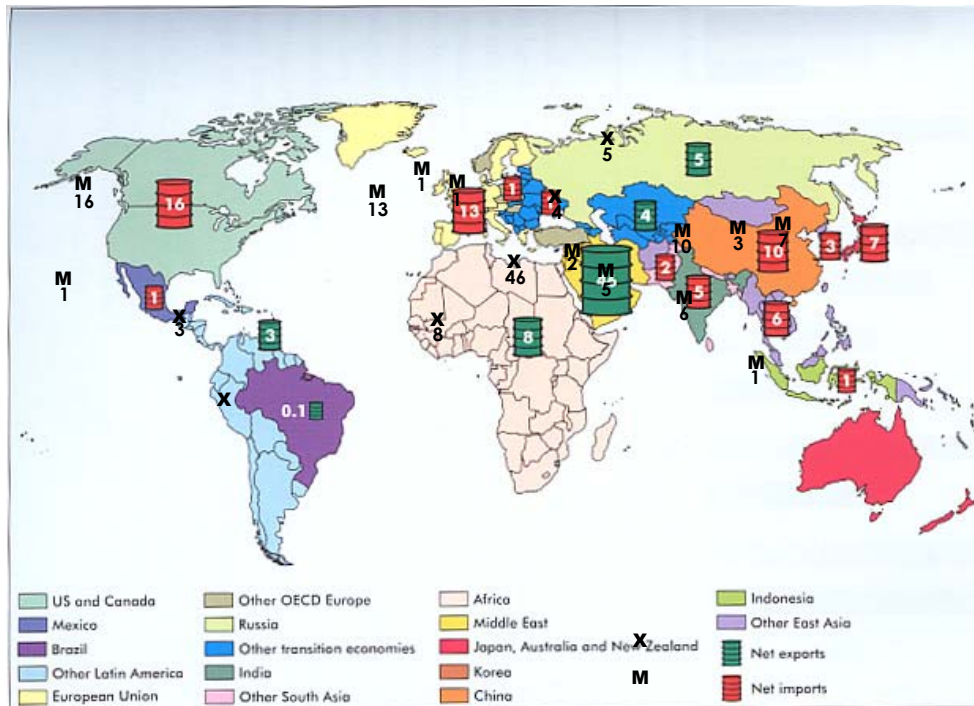 X
5
5
M
1
M
16
M
1
1
M
13
X
4
16
13
4
M
10
M
3
M
7
10
3
7
M
2
X
46
2
M
5
M
1
1
5
M
6
X
3
X
8
6
3
8
M
1
1
X
0.1
US and Canada
Mexico
Brazil
Other Latin America
European Union
Other OECD Europe
Russia
Other transition economies
India
Other South Asia
Africa
Middle East
Japan, Australia and New Zealand
Korea
China
X
M
Indonesia
Other East Asia
Net exports
Net imports